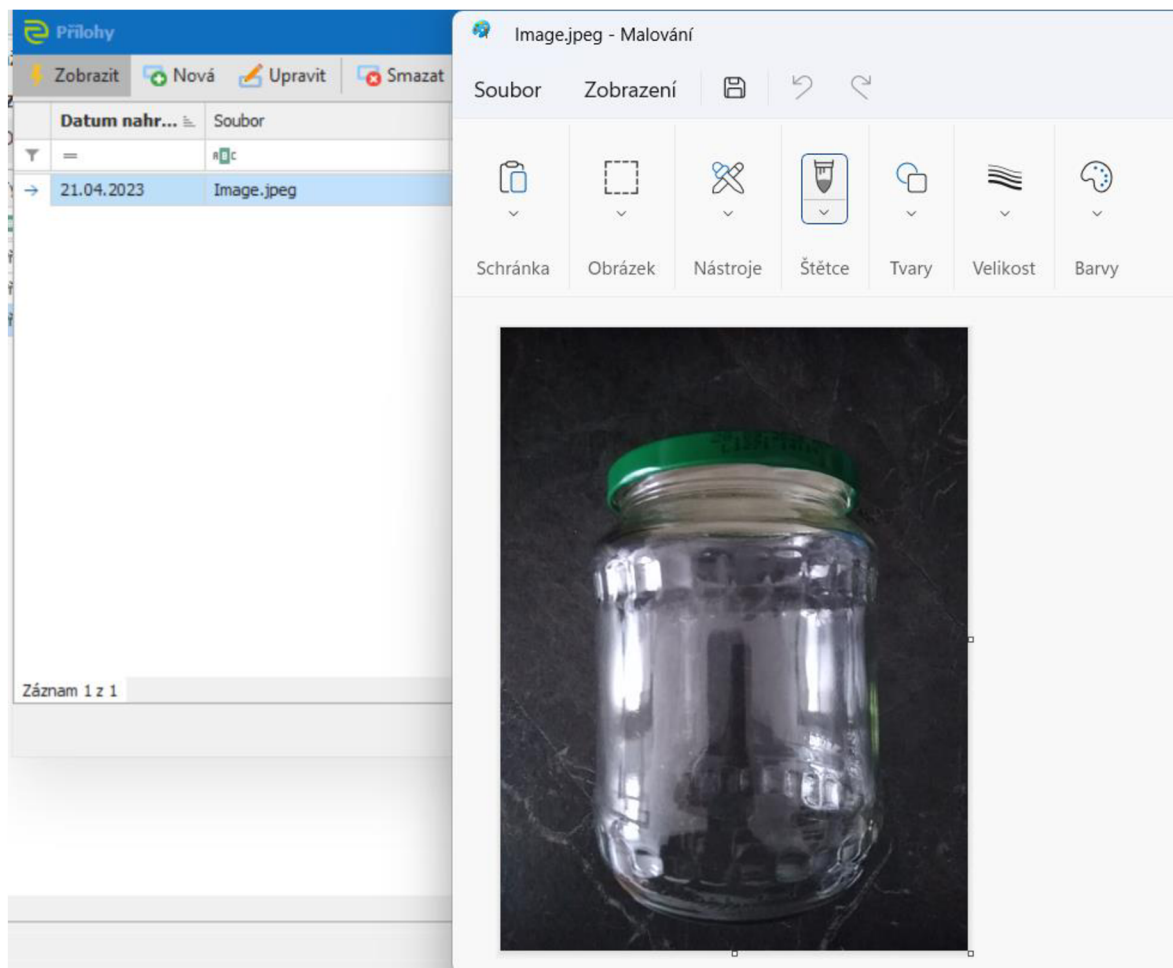 Přílohy
Zobrazit Nová Upravit Smazat
Datum nahr... Soubor
= ABC
21.04.2023 Image.jpeg
Záznam 1 z 1
Image.jpeg - Malování
Soubor Zobrazení
Schránka Obrázek Nástroje Štětce Tvary Velikost Barvy